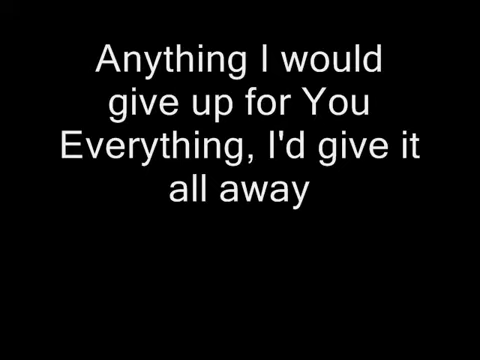 Anything I would
give up for You
Everything, I'd give it
all away